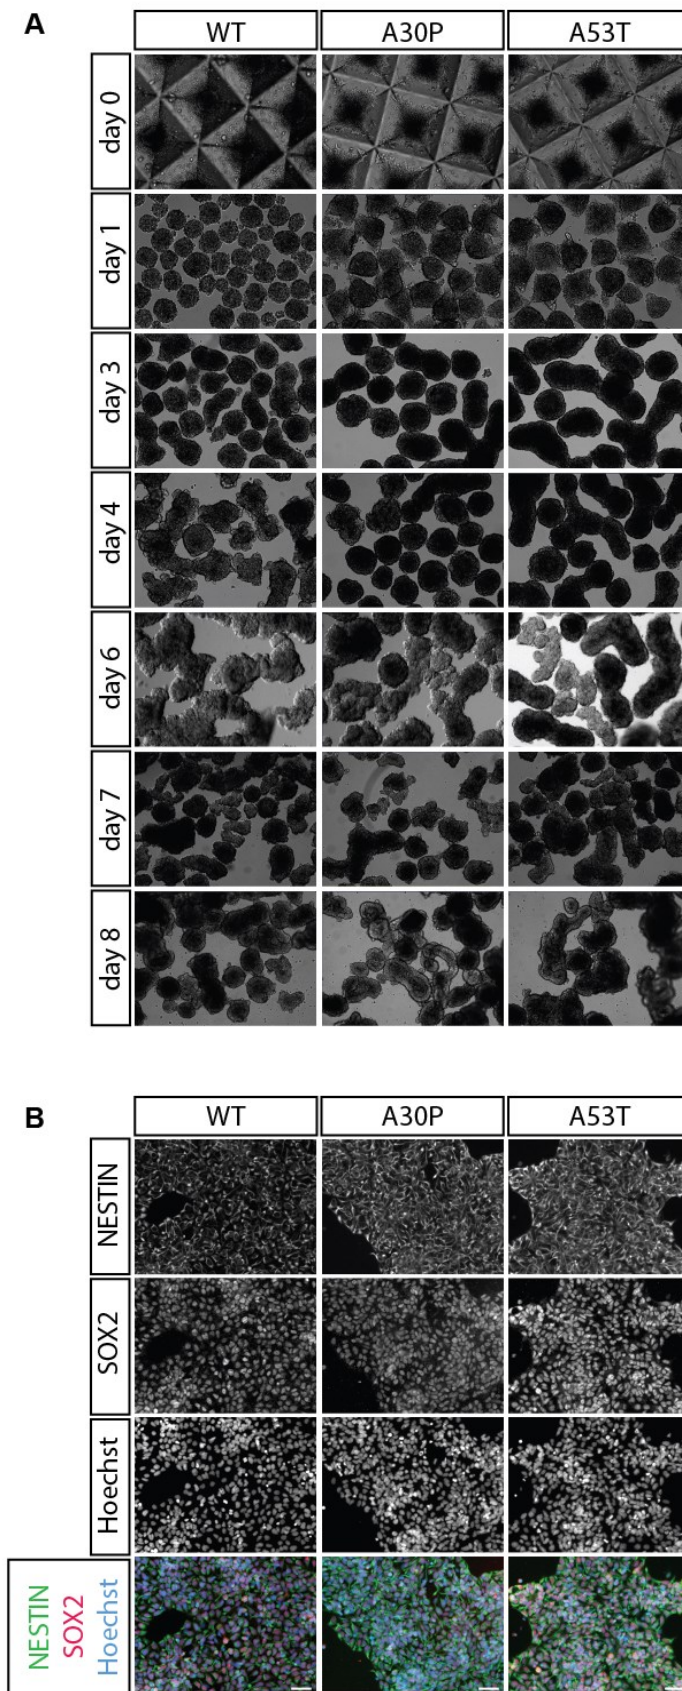 A
WT
A30P
A53T
day 0
day 1
day 3
day 4
day 6
day 7
day 8
B
WT
A30P
A53T
NESTIN
SOX2
Hoechst
NESTIN
SOX2
Hoechst